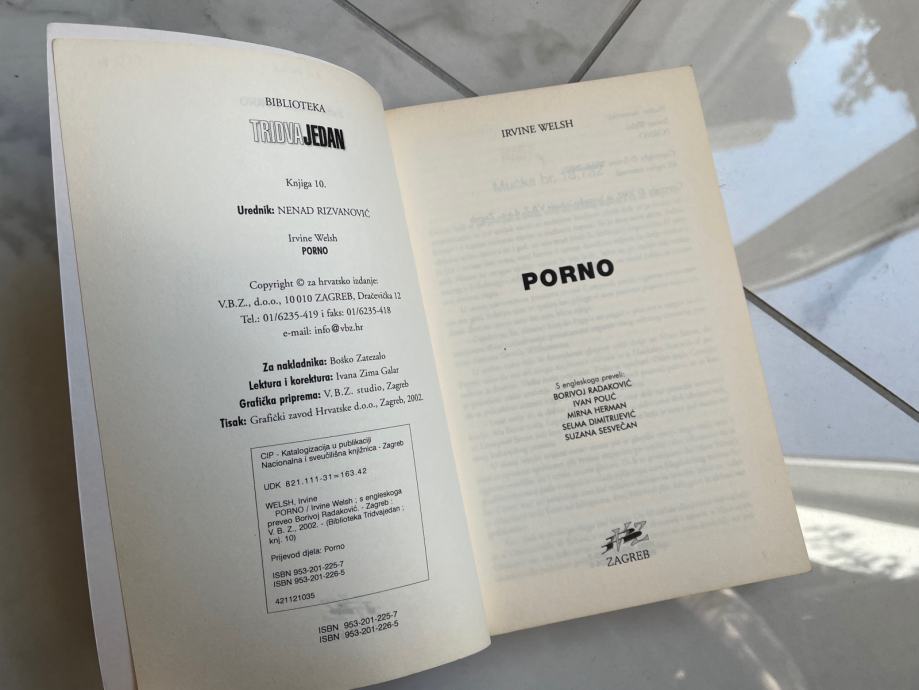 BIBLIOTEKA
TRIDVAJEDAN
Knjiga 10.
Urednik: NENAD RIZVANOVIĆ
Irvine Welsh
PORNO
Copyright © za hrvatsko izdanje:
V.B.Z., d.o.o., 10010 ZAGREB, Dračevička 12
Tel.: 01/6235-419 i faks: 01/6235-418
e-mail: info@vbz.hr
Za nakladnika: Boško Zatezalo
Lektura i korektura: Ivana Zima Galar
Grafička priprema: V.B.Z. studio, Zagreb
Tisak: Grafički zavod Hrvatske d.o.o., Zagreb, 2002.
CIP - Katalogizacija u publikaciji
Nacionalna i sveučilišna knjižnica - Zagreb
UDK 821.111-31=163.42
WELSH, Irvine
PORNO / Irvine Welsh ; s engleskoga
preveo Borivoj Radaković. - Zagreb :
V. B. Z., 2002. - (Biblioteka Tridvajedan ;
knj. 10)
Prijevod djela: Porno
ISBN 953-201-225-7
ISBN 953-201-226-5
421121035
ISBN 953-201-225-7
ISBN 953-201-226-5
IRVINE WELSH
PORNO
S engleskoga preveli:
BORIVOJ RADAKOVIĆ
IVAN POLIĆ
MIRNA HERMAN
SELMA DIMITRIJEVIĆ
SUZANA SESVEČAN
VBZ
ZAGREB